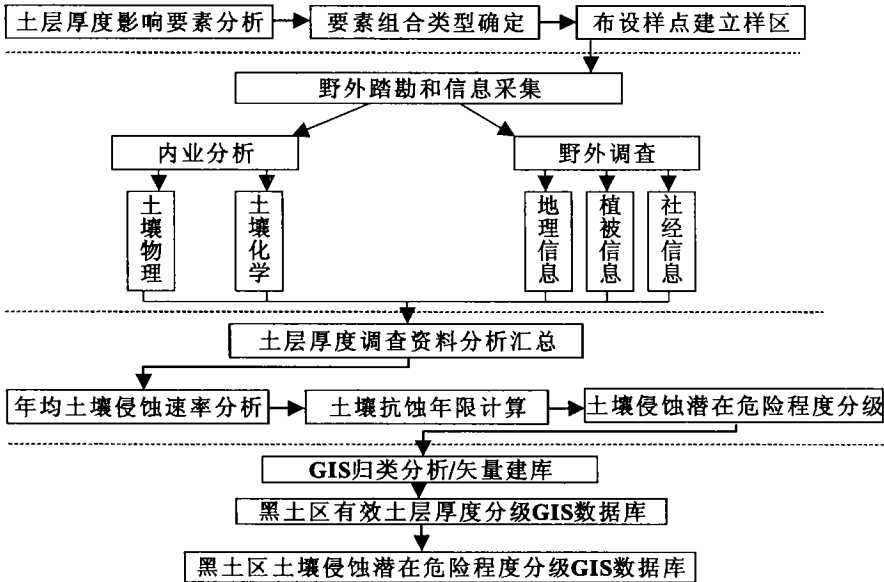 土层厚度影响要素分析
要素组合类型确定
布设样点建立样区
野外踏勘和信息采集
内业分析
野外调查
土壤物理
土壤化学
地理信息
植被信息
社经信息
土层厚度调查资料分析汇总
年均土壤侵蚀速率分析
土壤抗蚀年限计算
土壤侵蚀潜在危险程度分级
GIS归类分析/矢量建库
黑土区有效土层厚度分级GIS数据库
黑土区土壤侵蚀潜在危险程度分级GIS数据库